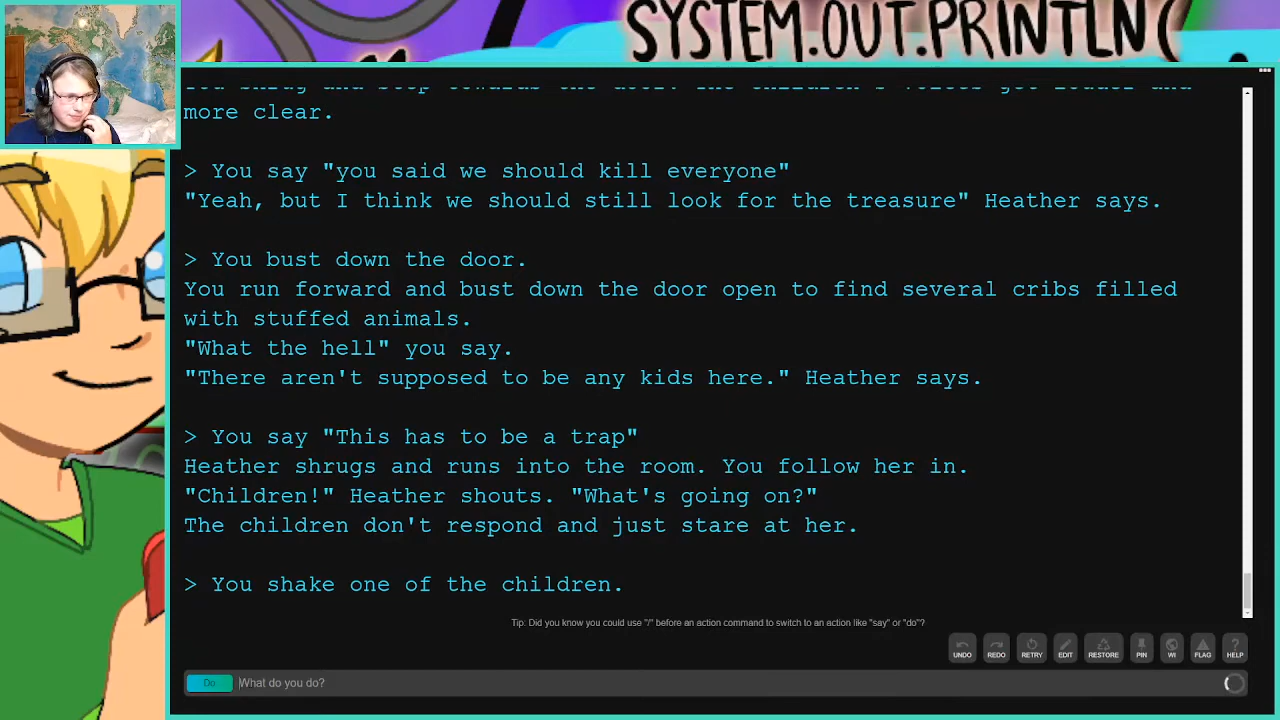 SYSTEM.OUT.PRINTLN(
more clear.
> You say "you said we should kill everyone"
"Yeah, but I think we should still look for the treasure" Heather says.
> You bust down the door.
You run forward and bust down the door open to find several cribs filled
with stuffed animals.
"What the hell" you say.
"There aren't supposed to be any kids here." Heather says.
> You say "This has to be a trap"
Heather shrugs and runs into the room. You follow her in.
"Children!" Heather shouts. "What's going on?"
The children don't respond and just stare at her.
> You shake one of the children.
Tip: Did you know you could use "/" before an action command to switch to an action like "say" or "do"?
UNDO REDO RETRY EDIT RESTORE PIN WI FLAG HELP
Do What do you do?